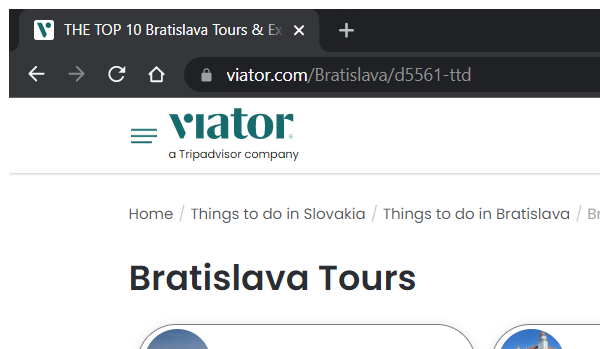 THE TOP 10 Bratislava Tours & Ex
viator.com/Bratislava/d5561-ttd
viator
a Tripadvisor company
Home / Things to do in Slovakia / Things to do in Bratislava / Br
Bratislava Tours